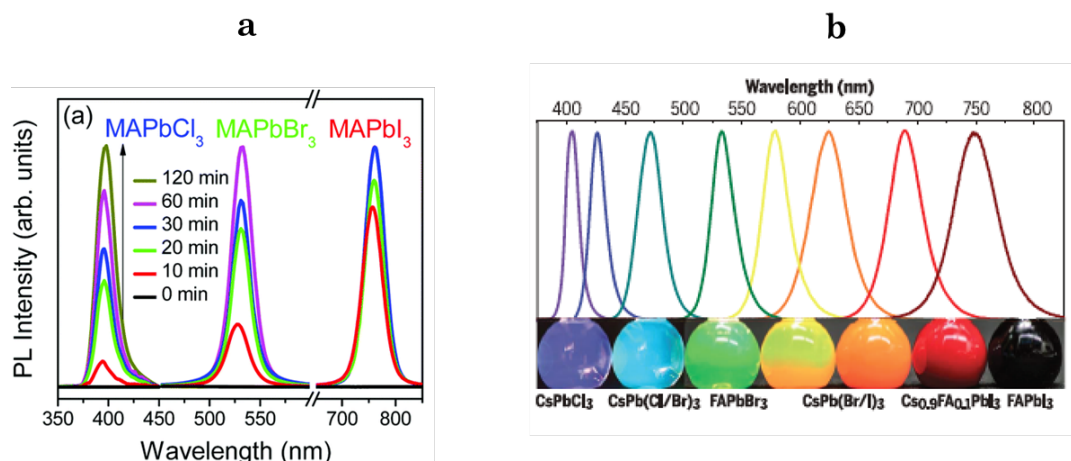 a
b
(a)
MAPbCl3 MAPbBr3 MAPbI3
120 min
60 min
30 min
20 min
10 min
0 min
PL Intensity (arb. units)
350 400 450 500 550 700 750 800
Wavelength (nm)
Wavelength (nm)
400 450 500 550 600 650 690 750 800
CsPbCl3 CsPb(Cl/Br)3 FAPbBr3 CsPb(Br/I)3 Cs0.9FA0.1PbI3 FAPbI3